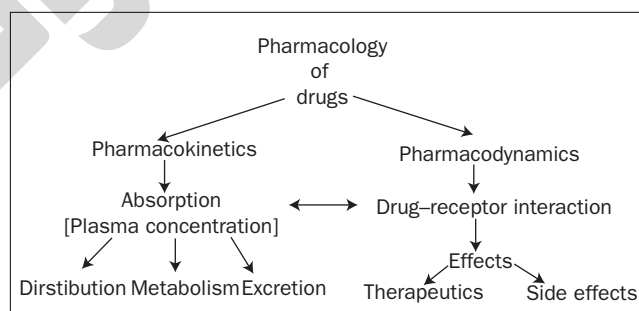 Pharmacology
of
drugs
Pharmacokinetics
Pharmacodynamics
Absorption
[Plasma concentration]
Drug–receptor interaction
Effects
Dirstibution Metabolism Excretion
Therapeutics
Side effects